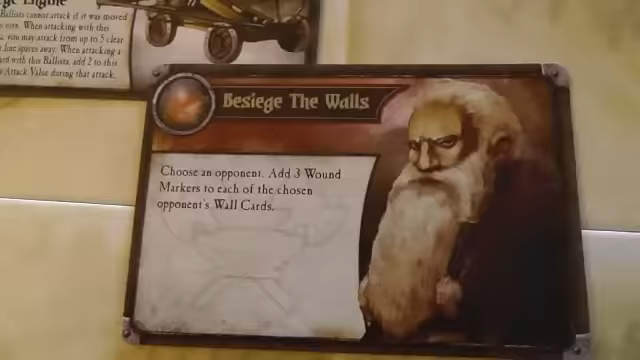 Engine
Ballista cannot attack if it was moved
turn. When attacking with this
you may attack from up to 5 clear
line spaces away. When attacking a
with this Ballista, add 2 to this
Attack Value during that attack.
Besiege The Walls
Choose an opponent. Add 3 Wound
Markers to each of the chosen
opponent's Wall Cards.